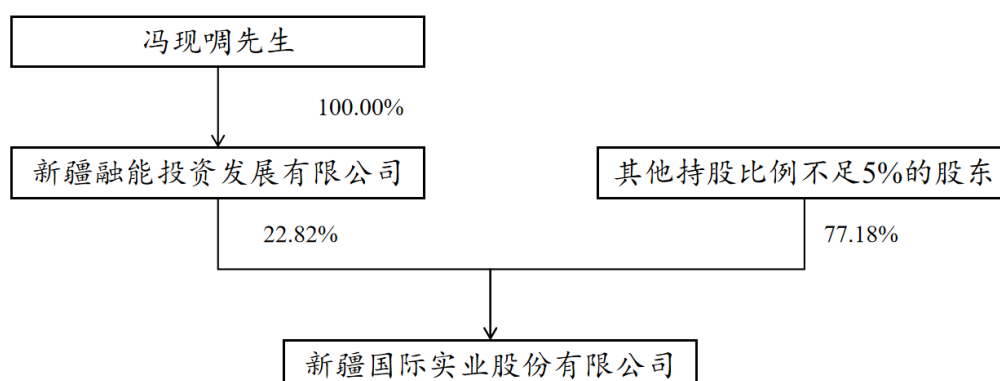 冯现啁先生
100.00%
新疆融能投资发展有限公司
其他持股比例不足5%的股东
22.82%
77.18%
新疆国际实业股份有限公司